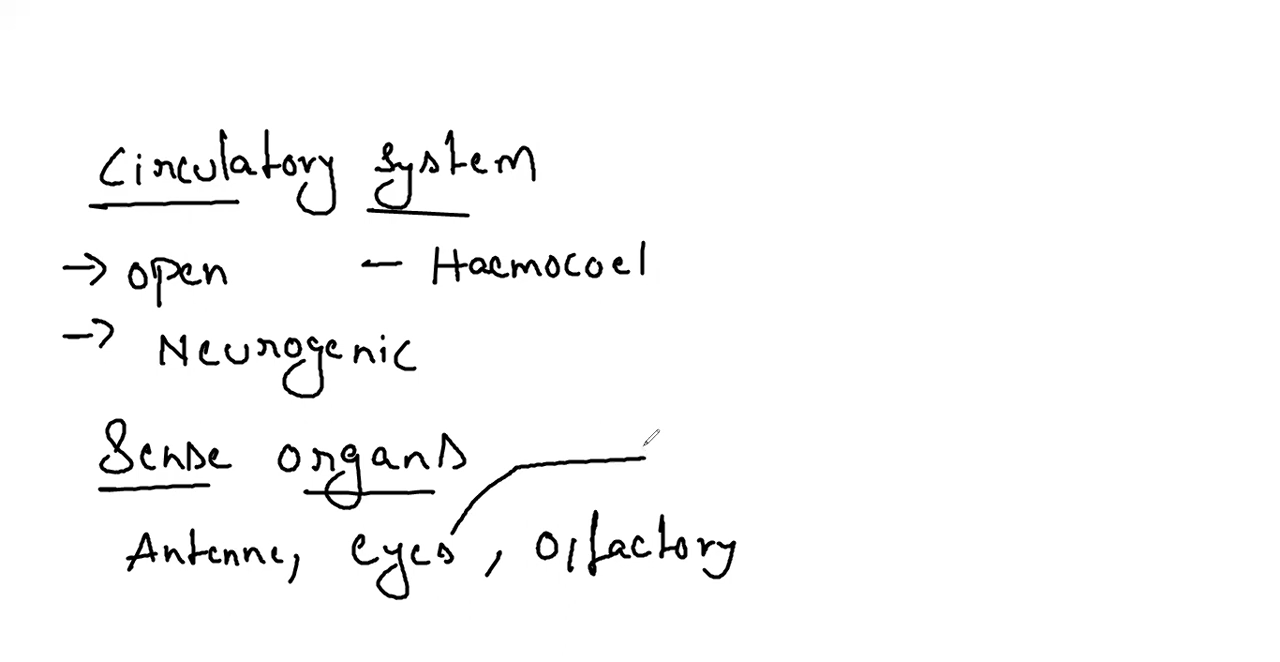 Circulatory System
→ open — Haemocoel
→ Neurogenic
Sense organs
Antenne, eyes, Olfactory